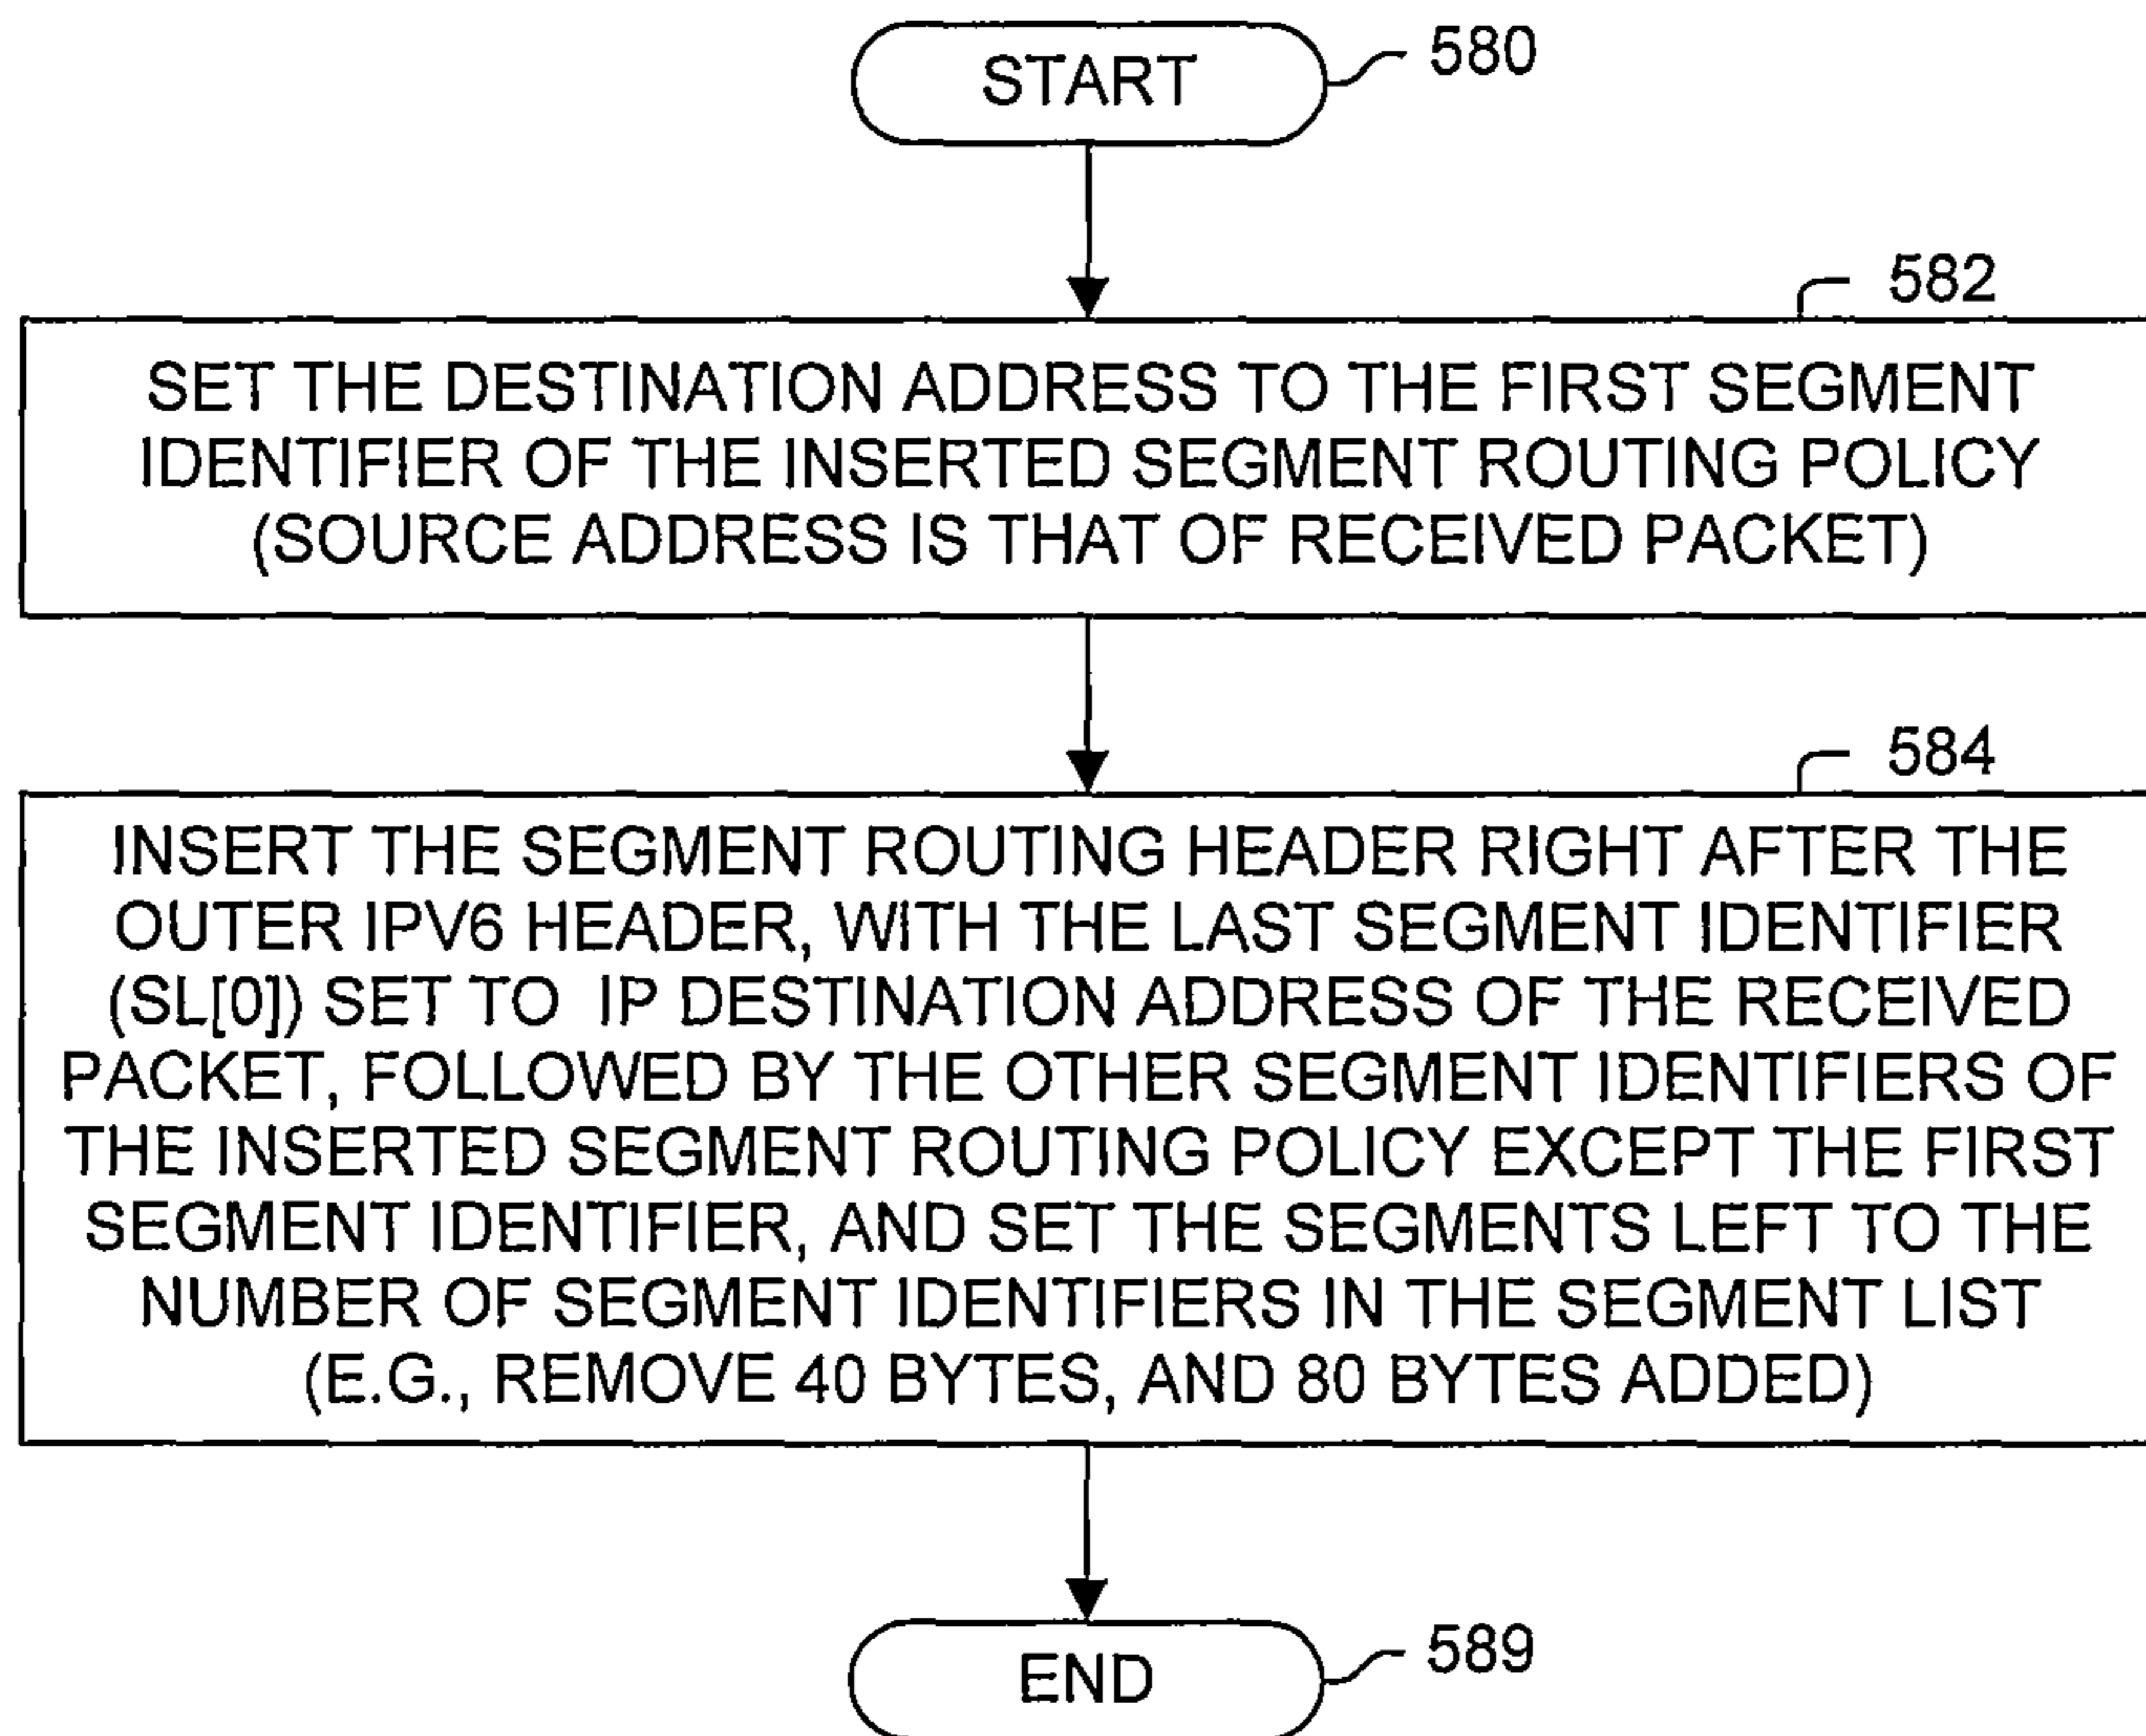 START
580
582
SET THE DESTINATION ADDRESS TO THE FIRST SEGMENT
IDENTIFIER OF THE INSERTED SEGMENT ROUTING POLICY
(SOURCE ADDRESS IS THAT OF RECEIVED PACKET)
584
INSERT THE SEGMENT ROUTING HEADER RIGHT AFTER THE
OUTER IPV6 HEADER, WITH THE LAST SEGMENT IDENTIFIER
(SL[0]) SET TO IP DESTINATION ADDRESS OF THE RECEIVED
PACKET, FOLLOWED BY THE OTHER SEGMENT IDENTIFIERS OF
THE INSERTED SEGMENT ROUTING POLICY EXCEPT THE FIRST
SEGMENT IDENTIFIER, AND SET THE SEGMENTS LEFT TO THE
NUMBER OF SEGMENT IDENTIFIERS IN THE SEGMENT LIST
(E.G., REMOVE 40 BYTES, AND 80 BYTES ADDED)
END
589